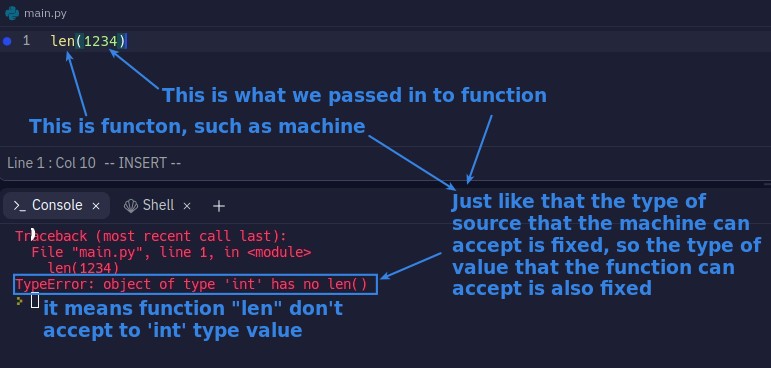 main.py
1 len(1234)
This is what we passed in to function
This is functon, such as machine
Line 1 : Col 10 -- INSERT --
Console × Shell × +
Just like that the type of
source that the machine can
accept is fixed, so the type of
value that the function can
accept is also fixed
Traceback (most recent call last):
File "main.py", line 1, in <module>
len(1234)
TypeError: object of type 'int' has no len()
it means function "len" don't
accept to 'int' type value